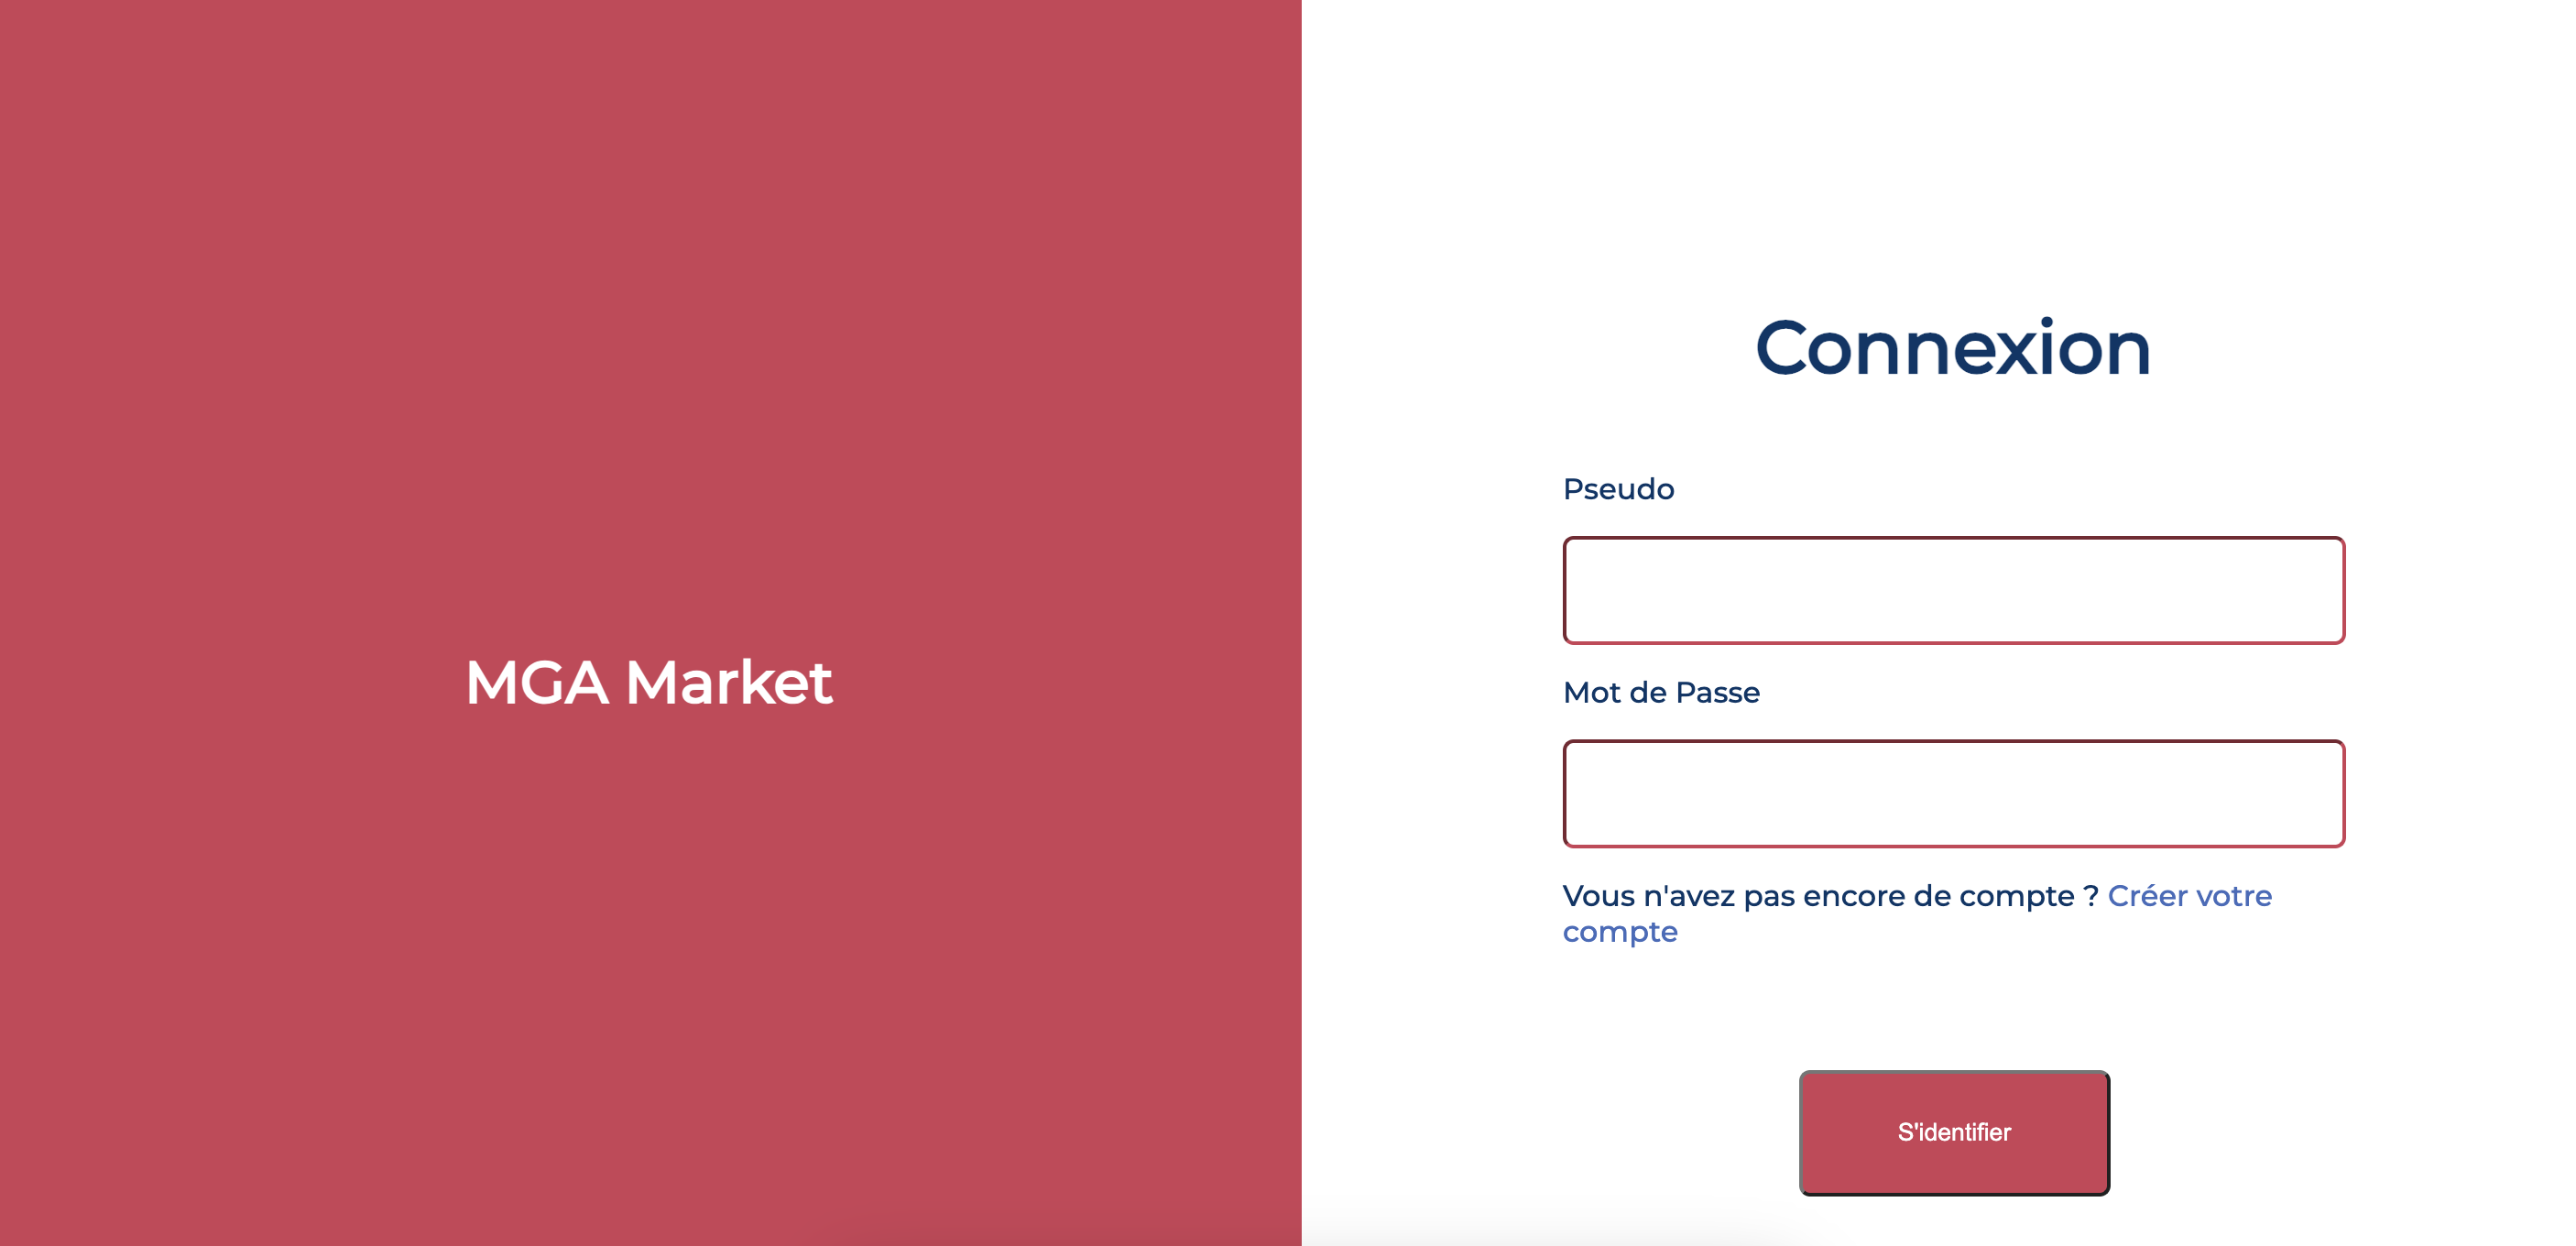 MGA Market
Connexion
Pseudo
Mot de Passe
Vous n'avez pas encore de compte ? Créer votre
compte
S'identifier